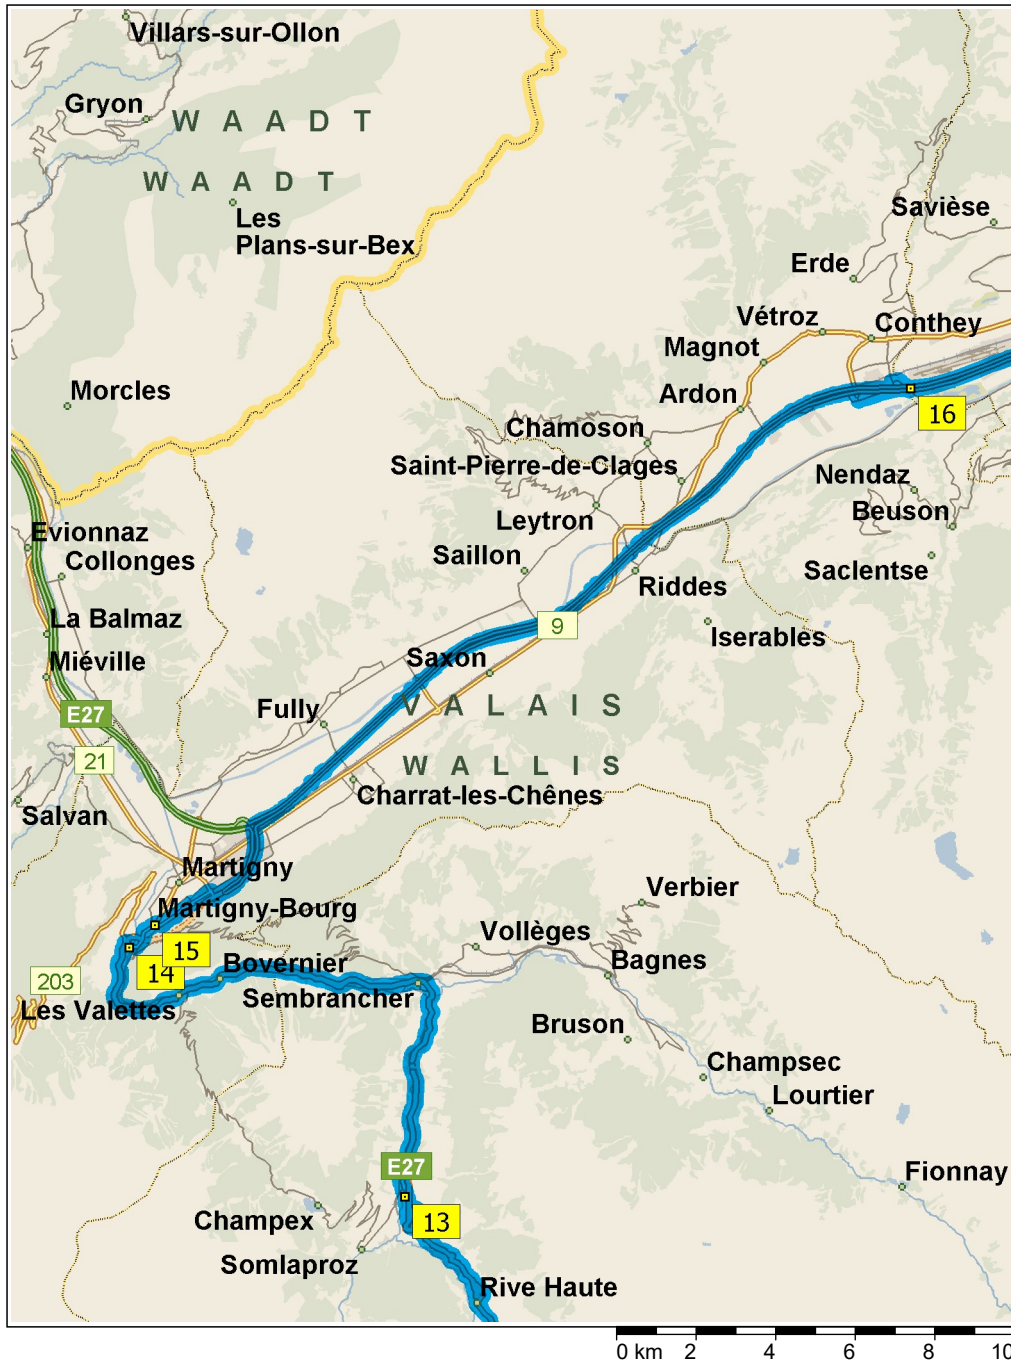 Villars-sur-Ollon
Gryon
W A A D T
W A A D T
Les
Plans-sur-Bex
Savièse
Erde
Vétroz
Conthey
Magnot
Morcles
Ardon
16
Chamoson
Saint-Pierre-de-Clages
Nendaz
Leytron
Beuson
Evionnaz
Collonges
Saillon
Saclentse
Riddes
La Balmaz
9
Iserables
Miéville
Saxon
E27
Fully
V A L A I S
21
W A L L I S
Salvan
Charrat-les-Chênes
Martigny
Verbier
Martigny-Bourg
Vollèges
15
14
Bovernier
Bagnes
203
Les Valettes
Sembrancher
Bruson
Champsec
Lourtier
E27
Fionnay
Champex
13
Somlaproz
Rive Haute
0 km 2 4 6 8 10